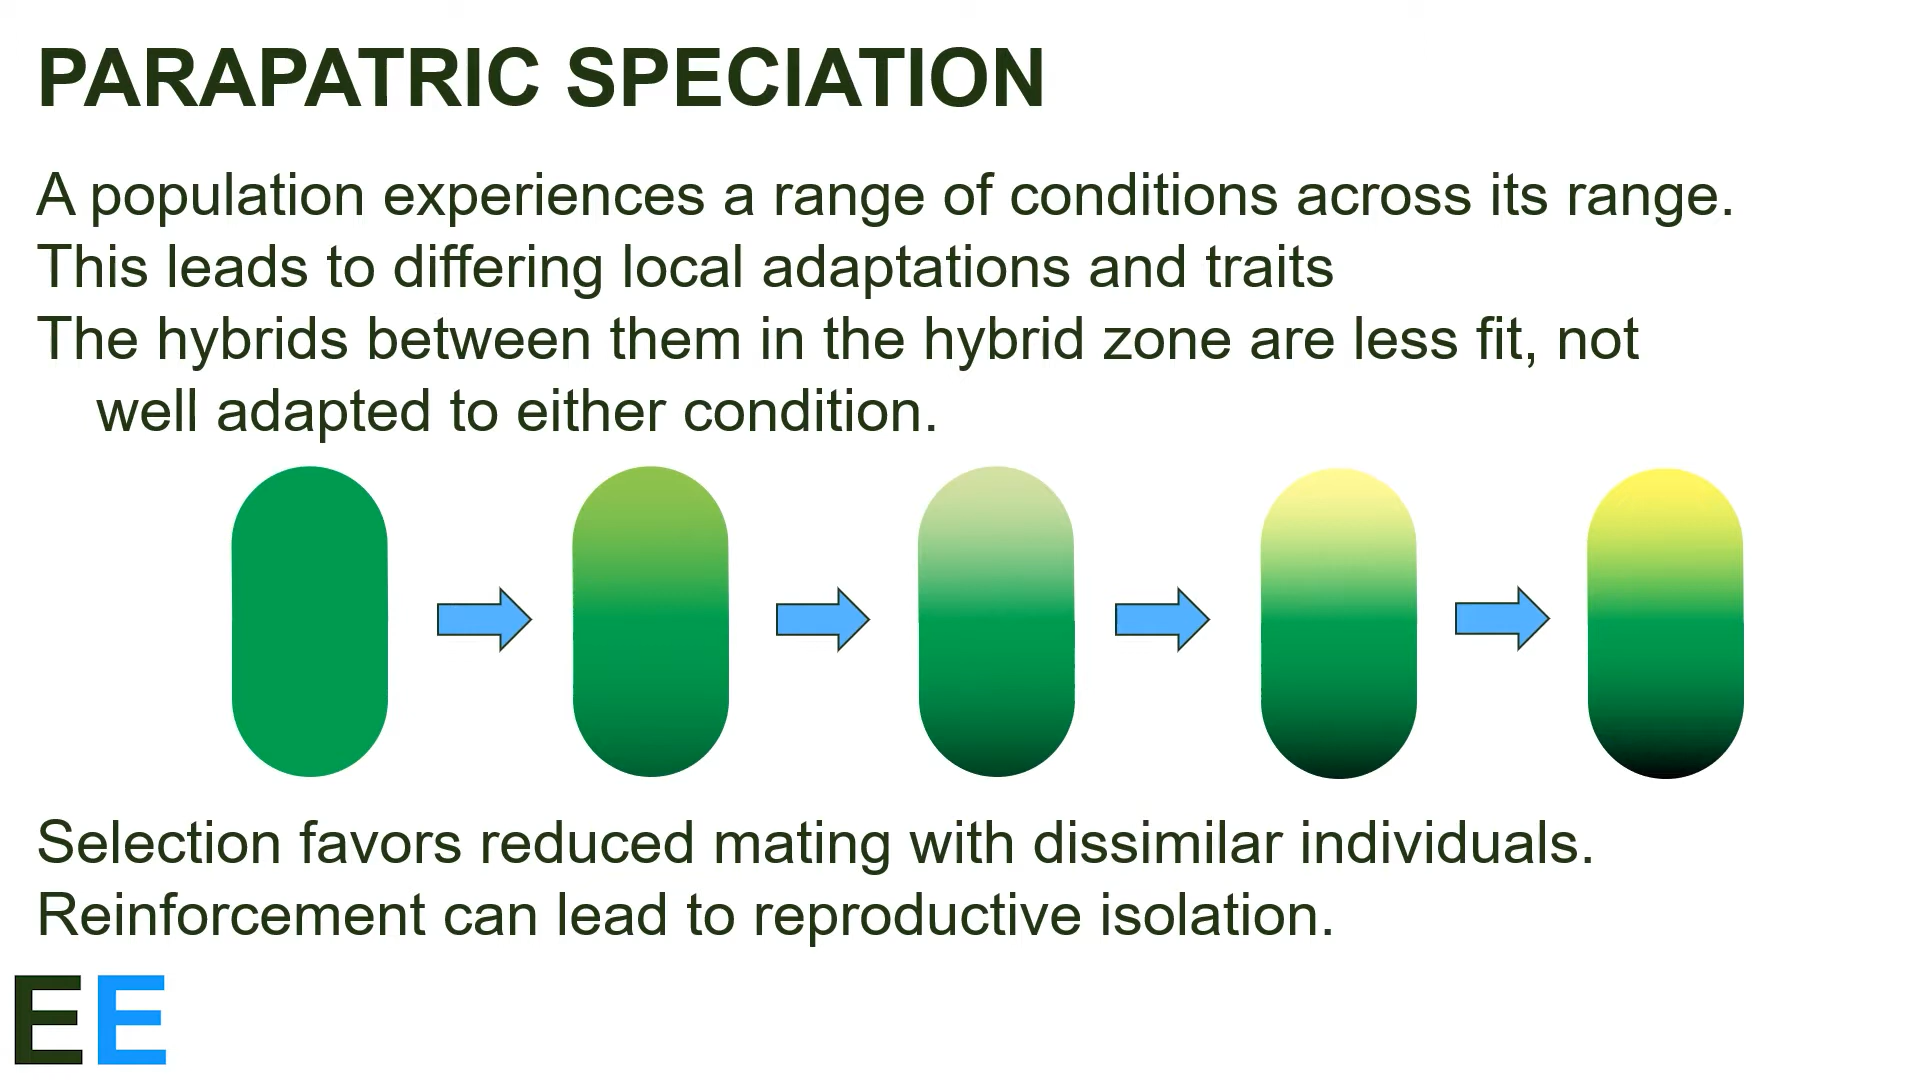 PARAPATRIC SPECIATION
A population experiences a range of conditions across its range.
This leads to differing local adaptations and traits
The hybrids between them in the hybrid zone are less fit, not
well adapted to either condition.
Selection favors reduced mating with dissimilar individuals.
Reinforcement can lead to reproductive isolation.
EE